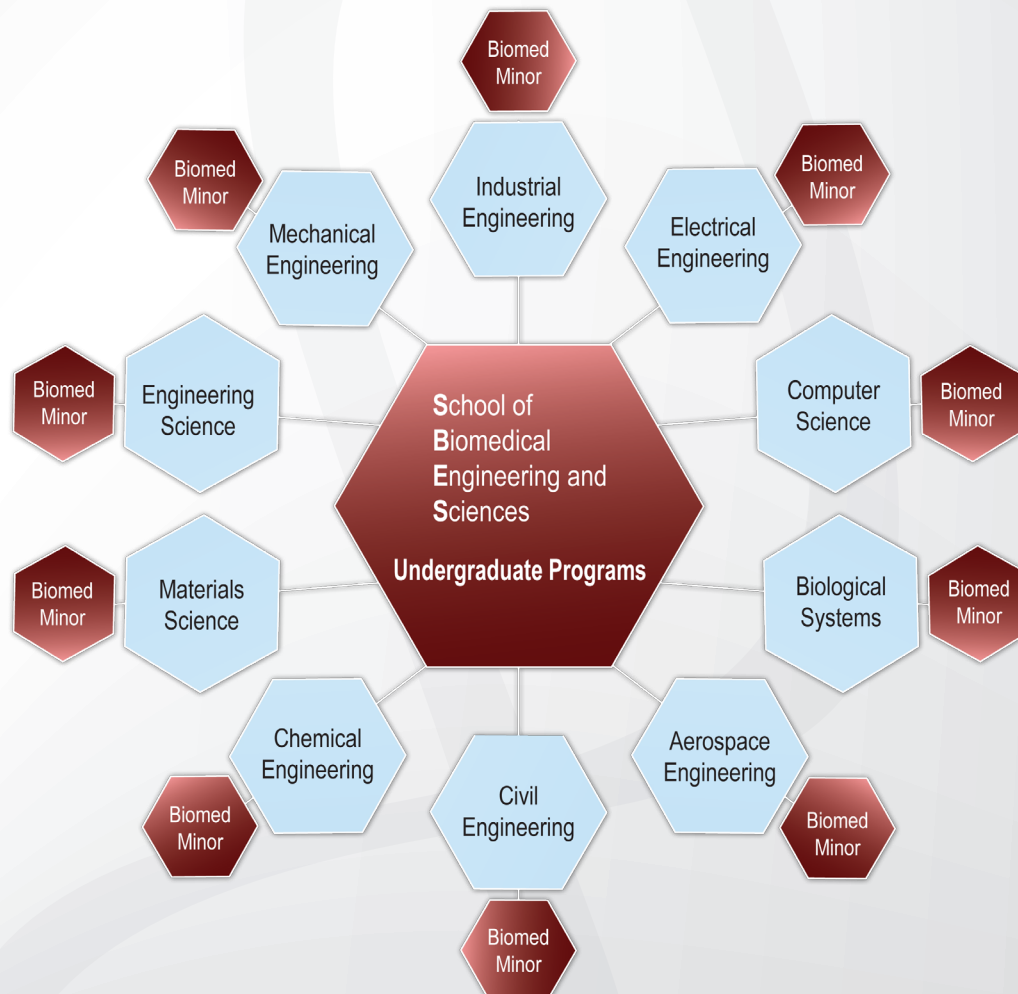 Biomed
Minor
Industrial
Engineering
Biomed
Minor
Mechanical
Engineering
Biomed
Minor
Electrical
Engineering
Biomed
Minor
Engineering
Science
School of
Biomedical
Engineering and
Sciences
Undergraduate Programs
Computer
Science
Biomed
Minor
Biomed
Minor
Materials
Science
Biological
Systems
Biomed
Minor
Chemical
Engineering
Biomed
Minor
Civil
Engineering
Biomed
Minor
Aerospace
Engineering
Biomed
Minor